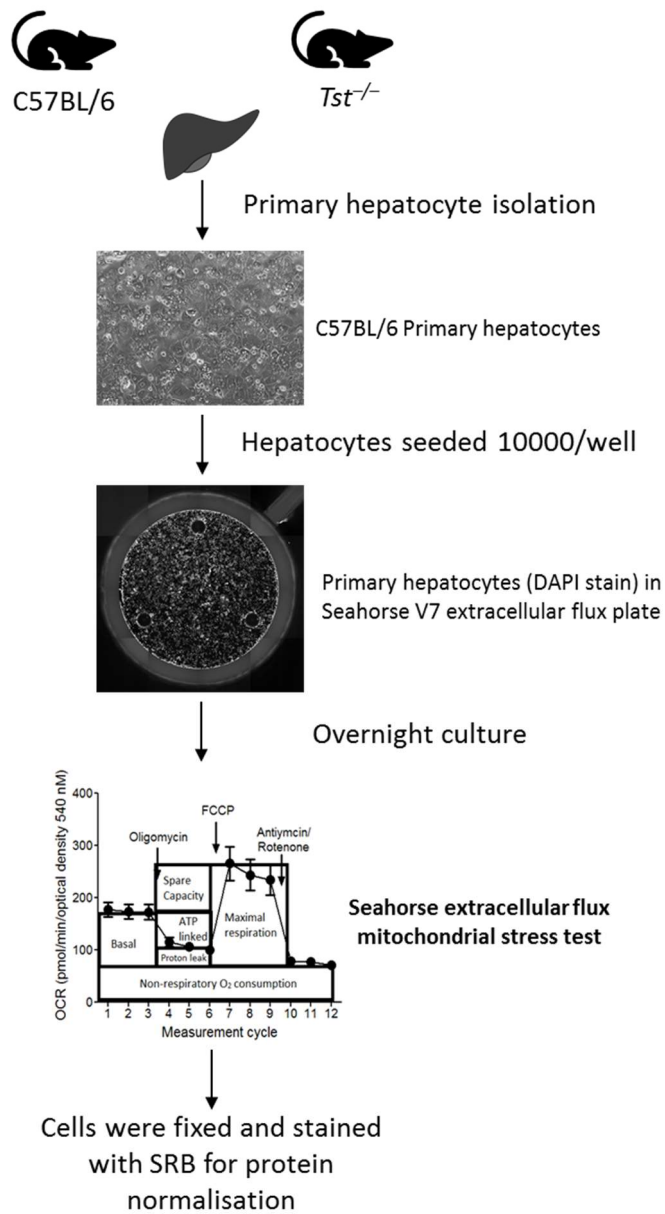 C57BL/6
Tst–/–
Primary hepatocyte isolation
C57BL/6 Primary hepatocytes
Hepatocytes seeded 10000/well
Primary hepatocytes (DAPI stain) in
Seahorse V7 extracellular flux plate
Overnight culture
OCR (pmol/min/optical density 540 nM)
400
300
200
100
0
Oligomycin
FCCP
Antiymcin/
Rotenone
Spare
Capacity
Basal
ATP
linked
Proton leak
Maximal
respiration
Non-respiratory O₂ consumption
1 2 3 4 5 6 7 8 9 10 11 12
Measurement cycle
Seahorse extracellular flux
mitochondrial stress test
Cells were fixed and stained
with SRB for protein
normalisation